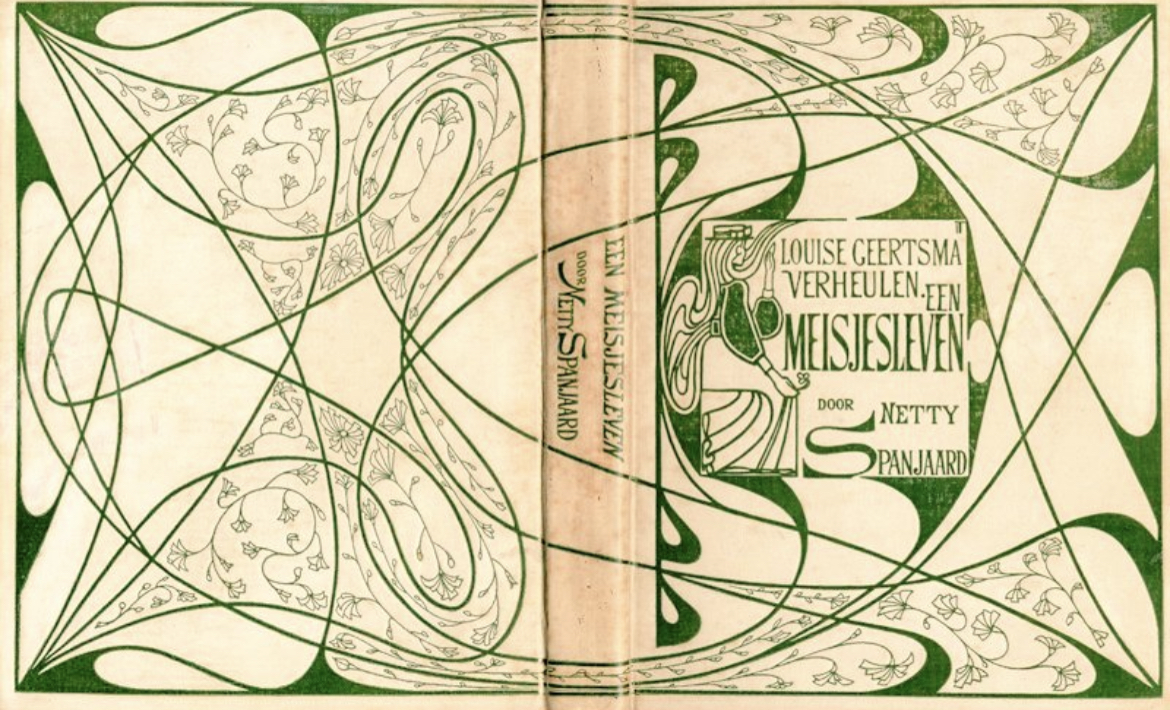 EEN MEISJESLEVEN
DOOR
NETTY SPANJAARD
LOUISE GEERTSMA
VERHEULEN. EEN
MEISJESLEVEN
DOOR NETTY
SPANJAARD